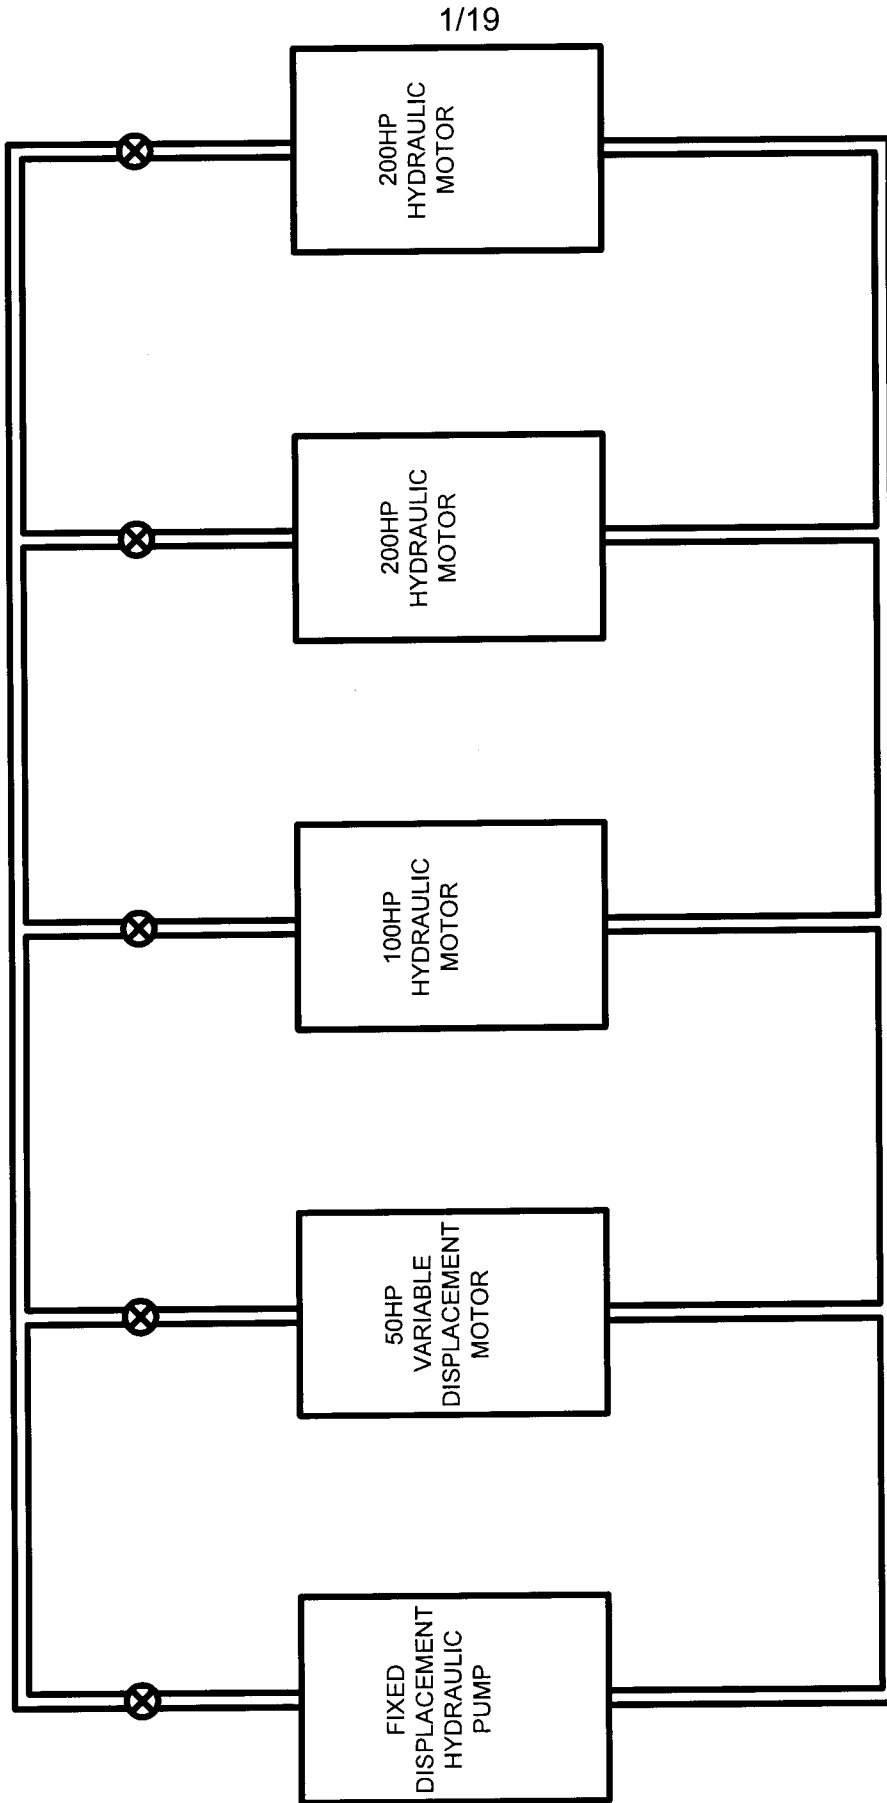 1/19
200HP
HYDRAULIC
MOTOR
200HP
HYDRAULIC
MOTOR
100HP
HYDRAULIC
MOTOR
50HP
VARIABLE
DISPLACEMENT
MOTOR
FIXED
DISPLACEMENT
HYDRAULIC
PUMP